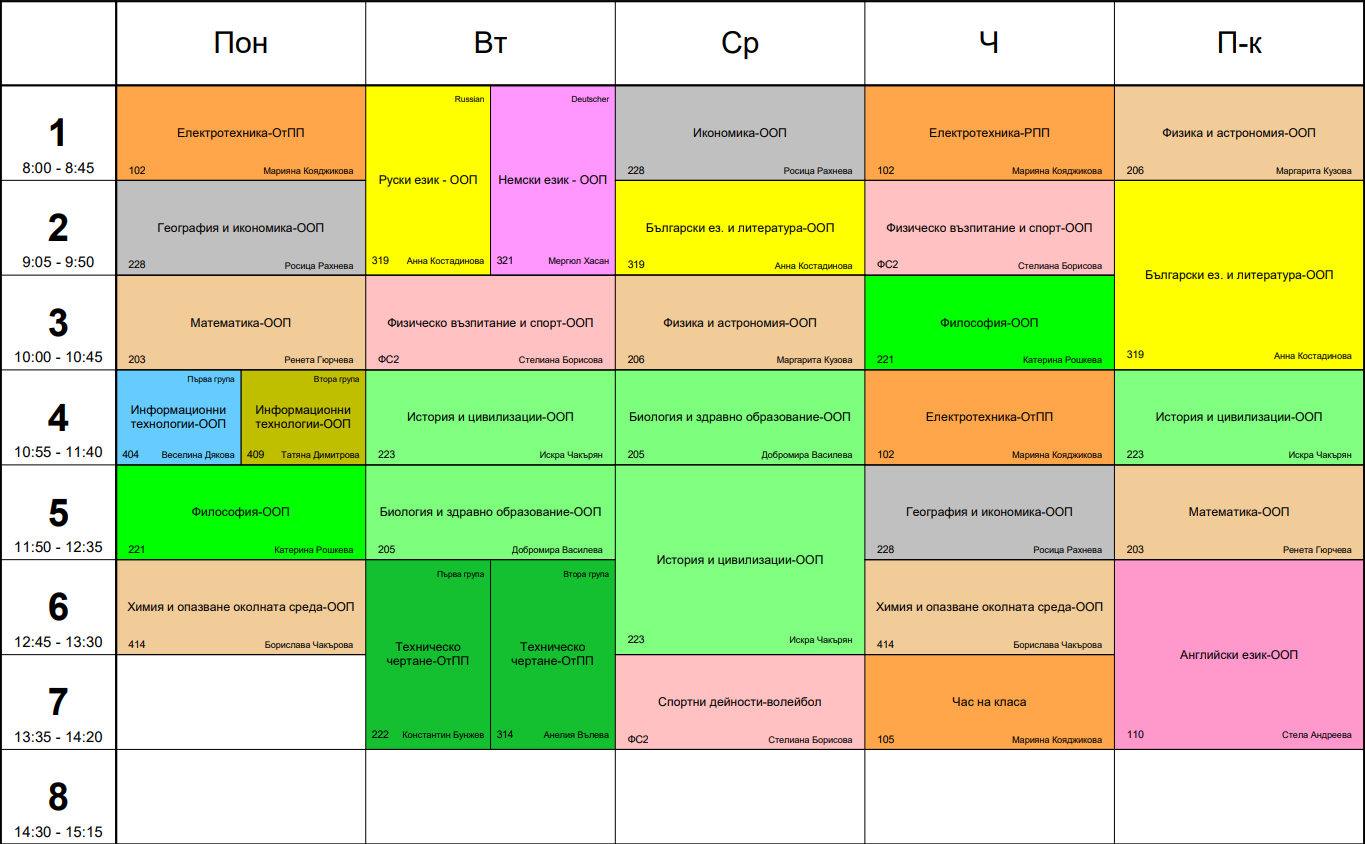 Пон
Вт
Ср
Ч
П-к
1
8:00 - 8:45
Електротехника-ОтПП
102
Марияна Кояджикова
Russian
Руски език - ООП
319
Анна Костадинова
Deutscher
Немски език - ООП
321
Мергюл Хасан
Икономика-ООП
228
Росица Рахнева
Електротехника-РПП
102
Марияна Кояджикова
Физика и астрономия-ООП
206
Маргарита Кузова
2
9:05 - 9:50
География и икономика-ООП
228
Росица Рахнева
Български ез. и литература-ООП
319
Анна Костадинова
Физическо възпитание и спорт-ООП
ФС2
Стелиана Борисова
Български ез. и литература-ООП
319
Анна Костадинова
3
10:00 - 10:45
Математика-ООП
203
Ренета Гюрчева
Физическо възпитание и спорт-ООП
ФС2
Стелиана Борисова
Физика и астрономия-ООП
206
Маргарита Кузова
Философия-ООП
221
Катерина Рошкева
4
10:55 - 11:40
Първа група
Информационни
технологии-ООП
404
Веселина Дякова
Втора група
Информационни
технологии-ООП
409
Татяна Димитрова
История и цивилизации-ООП
223
Искра Чакърян
Биология и здравно образование-ООП
205
Добромира Василева
Електротехника-ОтПП
102
Марияна Кояджикова
История и цивилизации-ООП
223
Искра Чакърян
5
11:50 - 12:35
Философия-ООП
221
Катерина Рошкева
Биология и здравно образование-ООП
205
Добромира Василева
История и цивилизации-ООП
223
Искра Чакърян
География и икономика-ООП
228
Росица Рахнева
Математика-ООП
203
Ренета Гюрчева
6
12:45 - 13:30
Химия и опазване околната среда-ООП
414
Борислава Чакърова
Първа група
Техническо
чертане-ОтПП
222
Константин Бунжев
Втора група
Техническо
чертане-ОтПП
314
Анелия Вълева
Химия и опазване околната среда-ООП
414
Борислава Чакърова
Английски език-ООП
110
Стела Андреева
7
13:35 - 14:20
Спортни дейности-волейбол
ФС2
Стелиана Борисова
Час на класа
105
Марияна Кояджикова
8
14:30 - 15:15